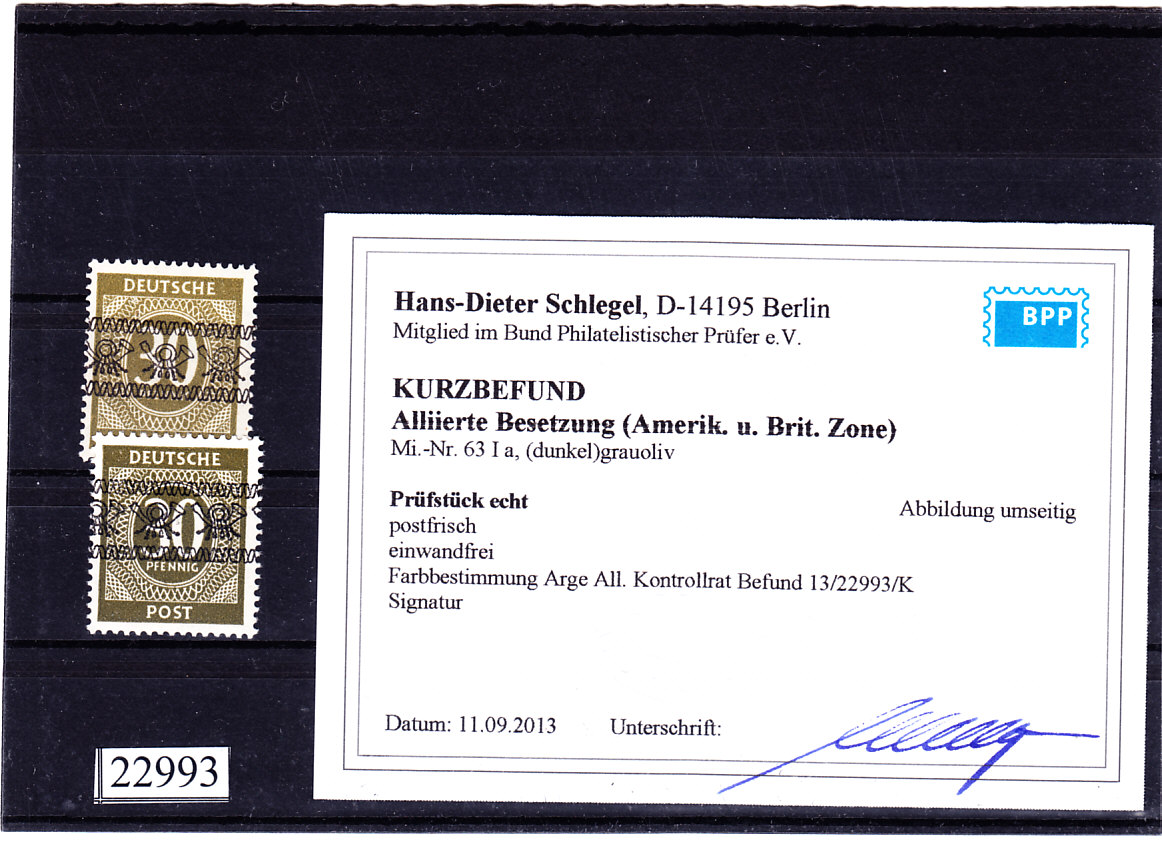 DEUTSCHE
30
DEUTSCHE
30
PFENNIG
POST
22993
Hans-Dieter Schlegel, D-14195 Berlin
Mitglied im Bund Philatelistischer Prüfer e.V.
BPP
KURZBEFUND
Alliierte Besetzung (Amerik. u. Brit. Zone)
Mi.-Nr. 63 I a, (dunkel)grauoliv
Prüfstück echt
Abbildung umseitig
postfrisch
einwandfrei
Farbbestimmung Arge All. Kontrollrat Befund 13/22993/K
Signatur
Datum: 11.09.2013
Unterschrift: